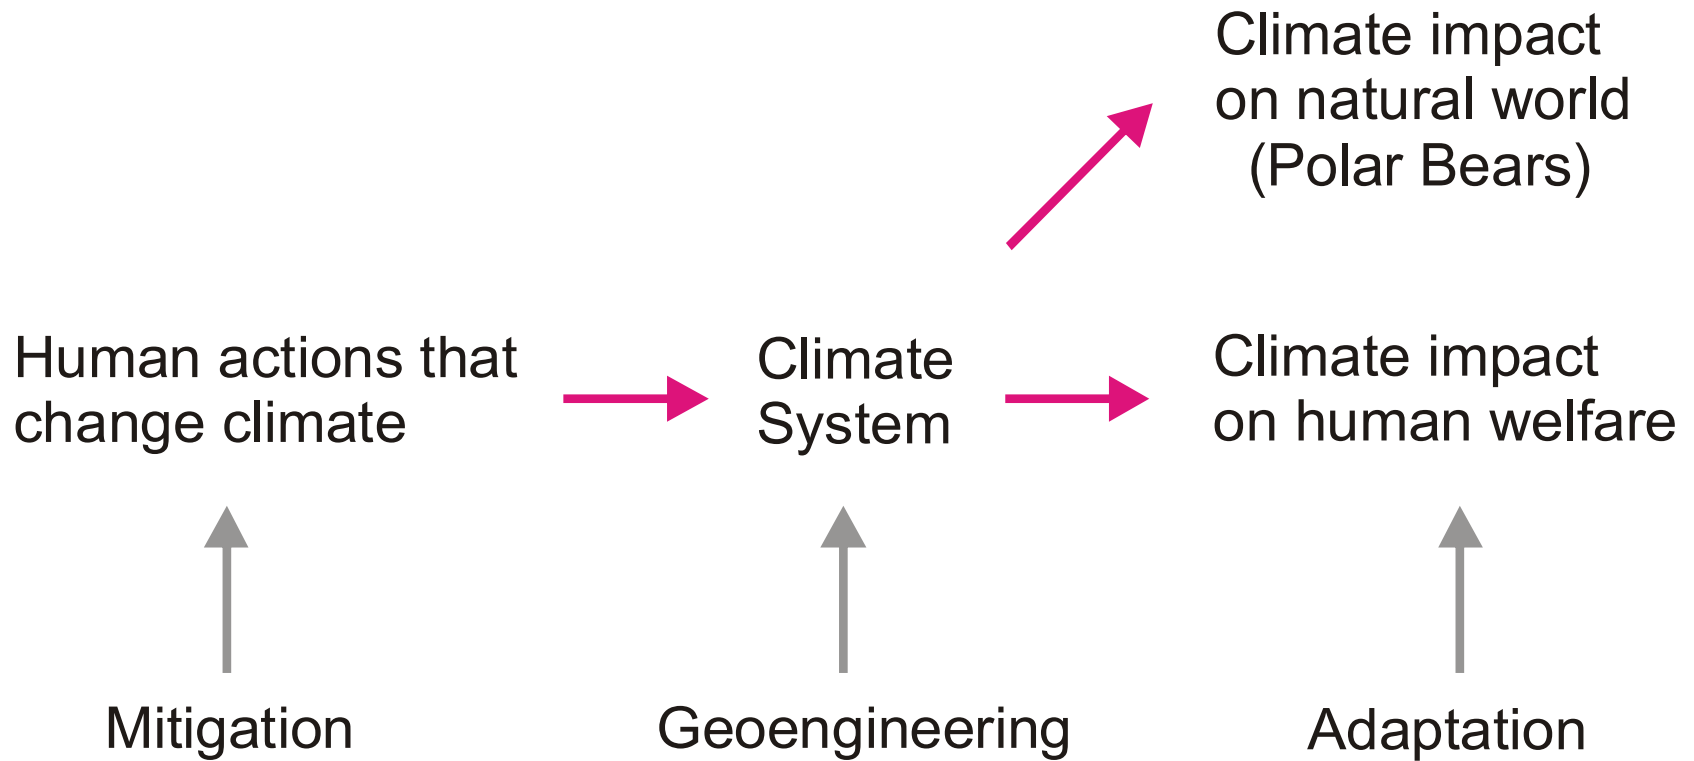 Climate impact
on natural world
(Polar Bears)
Human actions that
change climate
Climate
System
Climate impact
on human welfare
Mitigation
Geoengineering
Adaptation